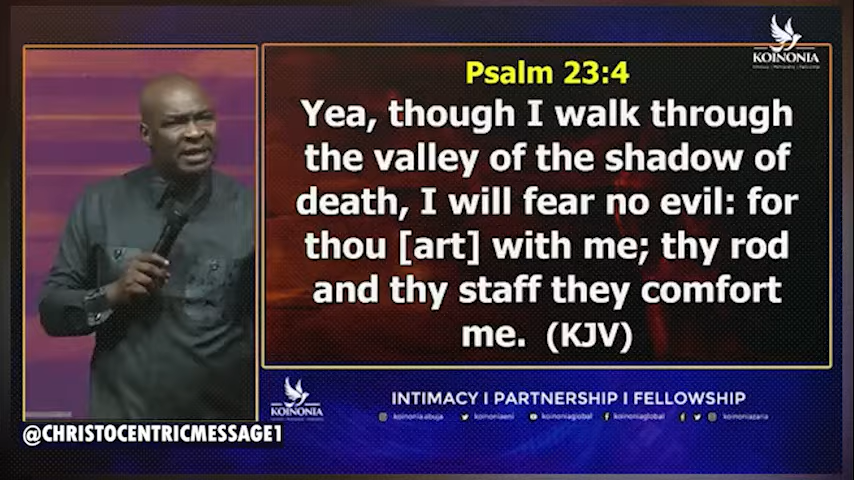 KOINONIA
Psalm 23:4
Yea, though I walk through
the valley of the shadow of
death, I will fear no evil: for
thou [art] with me; thy rod
and thy staff they comfort
me. (KJV)
KOINONIA
INTIMACY I PARTNERSHIP I FELLOWSHIP
koinonia.abuja koinoniaeni koinoniaglobal koinoniaglobal koinoniazaria
@CHRISTOCENTRICMESSAGE1